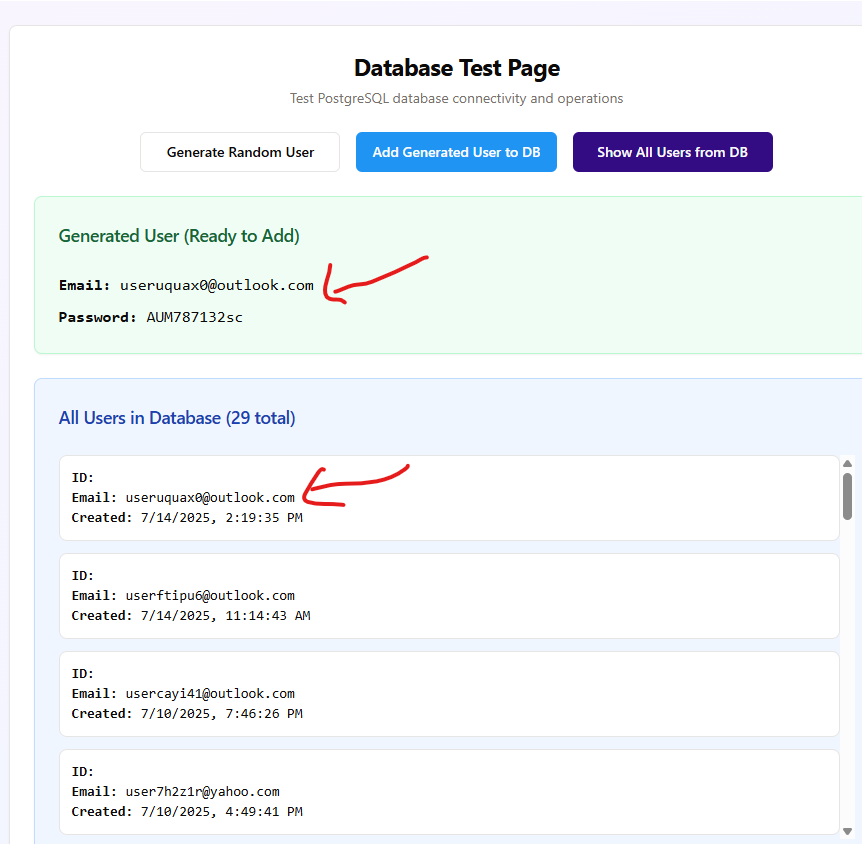 Database Test Page
Test PostgreSQL database connectivity and operations
Generate Random User
Add Generated User to DB
Show All Users from DB
Generated User (Ready to Add)
Email: useruquax0@outlook.com
Password: AUM787132sc
All Users in Database (29 total)
ID:
Email: useruquax0@outlook.com
Created: 7/14/2025, 2:19:35 PM
ID:
Email: userftipu6@outlook.com
Created: 7/14/2025, 11:14:43 AM
ID:
Email: usercayi41@outlook.com
Created: 7/10/2025, 7:46:26 PM
ID:
Email: user7h2z1r@yahoo.com
Created: 7/10/2025, 4:49:41 PM